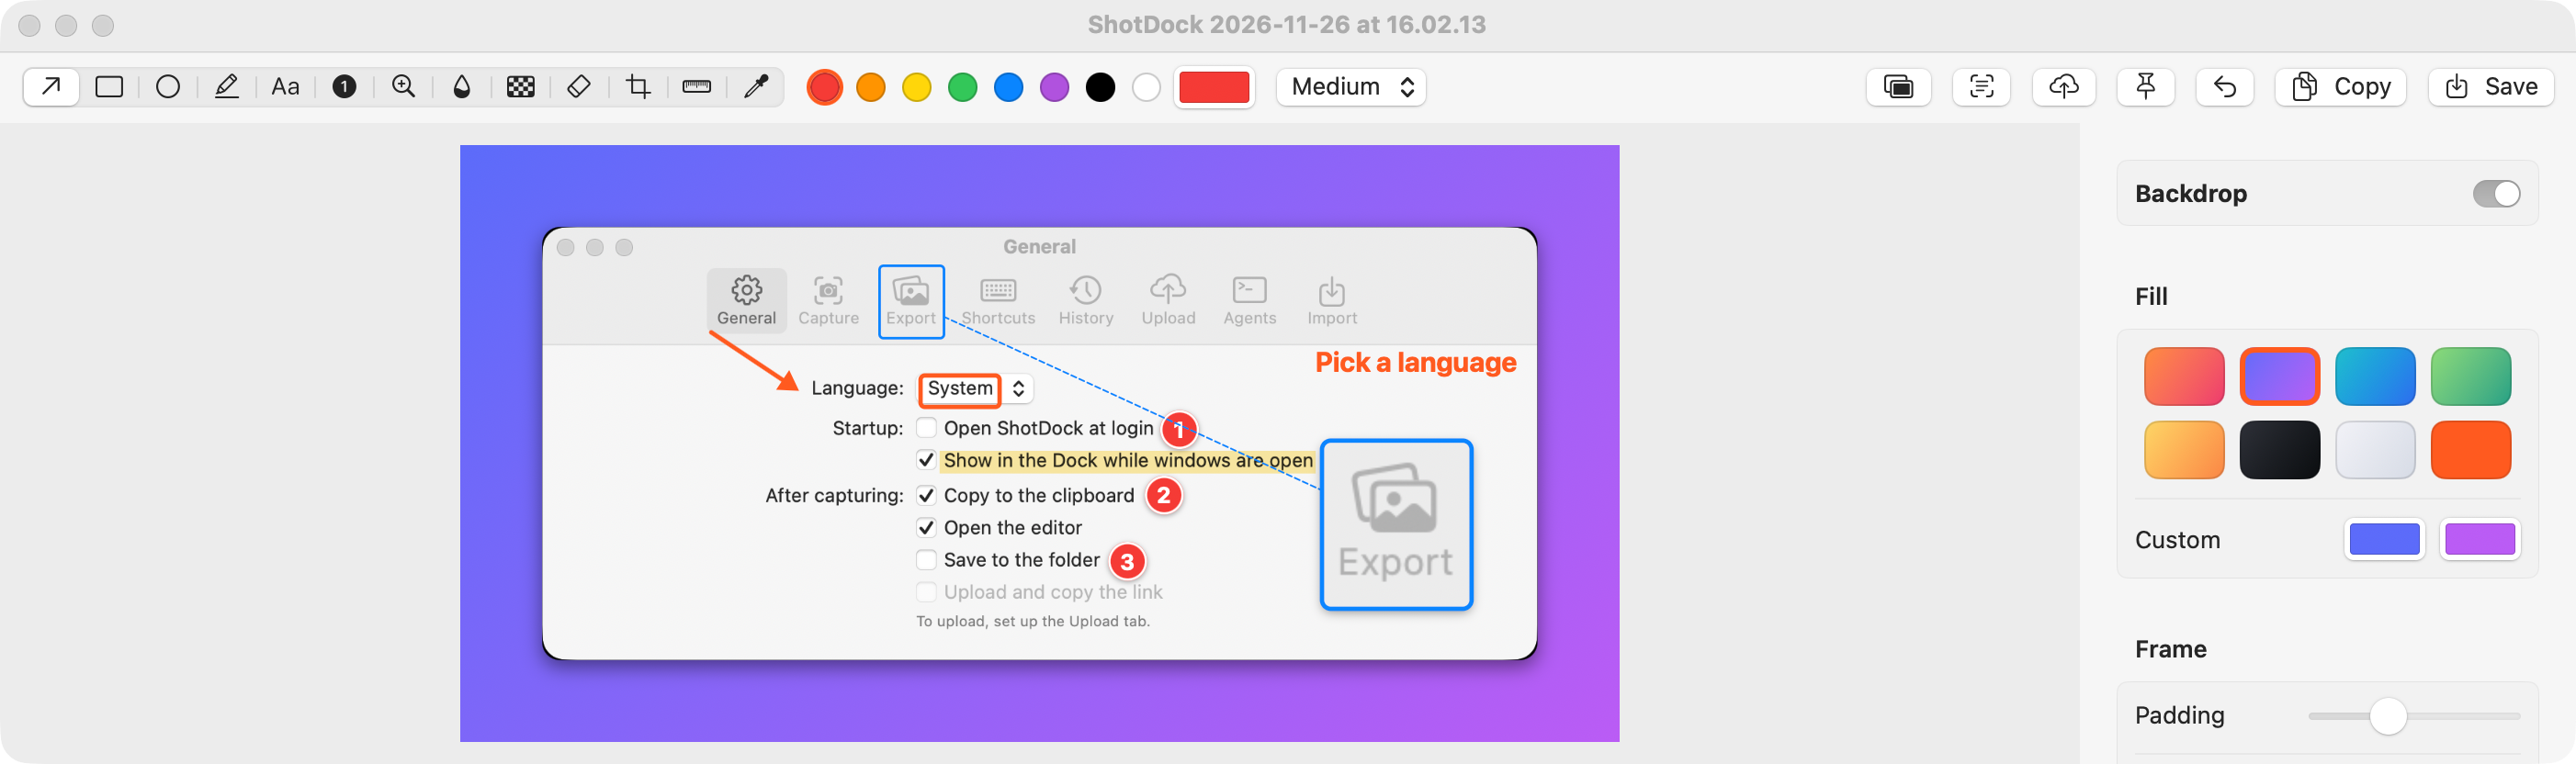 ShotDock 2026-11-26 at 16.02.13
Aa 1 Medium Copy Save
Backdrop
Fill
Custom
Frame
Padding
General
General Capture Export Shortcuts History Upload Agents Import
Pick a language
Language: System
Startup: Open ShotDock at login 1
Show in the Dock while windows are open
After capturing: Copy to the clipboard 2
Open the editor
Save to the folder 3
Upload and copy the link
To upload, set up the Upload tab.
Export